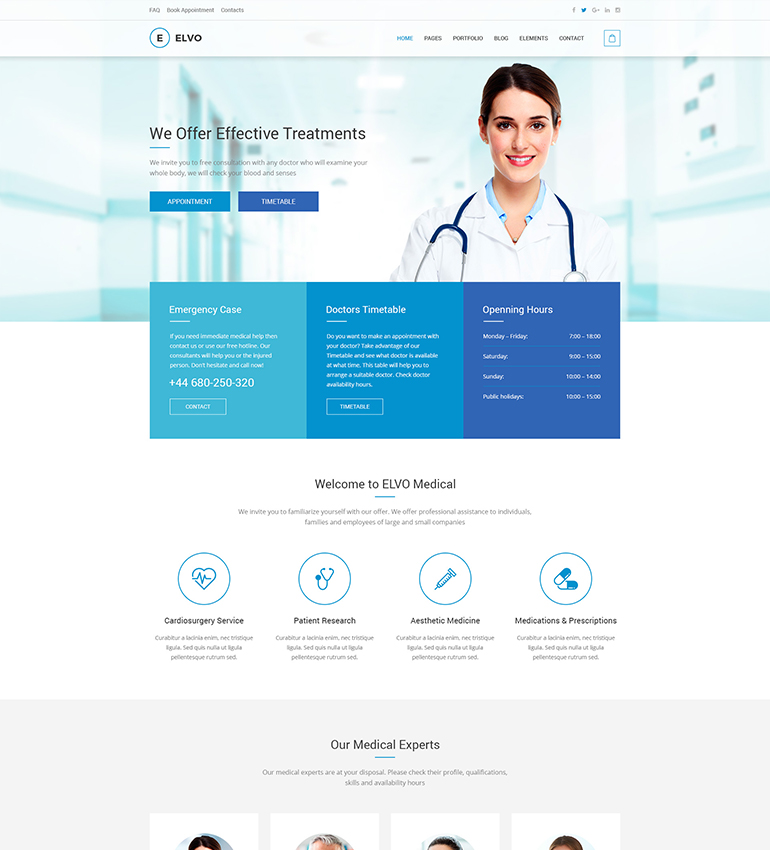 FAQ Book Appointment Contacts
E ELVO
HOME PAGES PORTFOLIO BLOG ELEMENTS CONTACT
We Offer Effective Treatments
We invite you to free consultation with any doctor who will examine your
whole body, we will check your blood and senses
APPOINTMENT TIMETABLE
Emergency Case
If you need immediate medical help then
contact us or use our free hotline. Our
consultants will help you or the injured
person. Don't hesitate and call now!
+44 680-250-320
CONTACT
Doctors Timetable
Do you want to make an appointment with
your doctor? Take advantage of our
Timetable and see what doctor is available
at what time. This table will help you to
arrange a suitable doctor. Check doctor
availability hours.
TIMETABLE
Openning Hours
Monday – Friday: 7:00 – 18:00
Saturday: 9:00 – 15:00
Sunday: 10:00 – 14:00
Public holidays: 10:00 – 15:00
Welcome to ELVO Medical
We invite you to familiarize yourself with our offer. We offer professional assistance to individuals,
families and employees of large and small companies
Cardiosurgery Service
Curabitur a lacinia enim, nec tristique
ligula. Sed quis nulla ut ligula
pellentesque rutrum sed.
Patient Research
Curabitur a lacinia enim, nec tristique
ligula. Sed quis nulla ut ligula
pellentesque rutrum sed.
Aesthetic Medicine
Curabitur a lacinia enim, nec tristique
ligula. Sed quis nulla ut ligula
pellentesque rutrum sed.
Medications & Prescriptions
Curabitur a lacinia enim, nec tristique
ligula. Sed quis nulla ut ligula
pellentesque rutrum sed.
Our Medical Experts
Our medical experts are at your disposal. Please check their profile, qualifications,
skills and availability hours